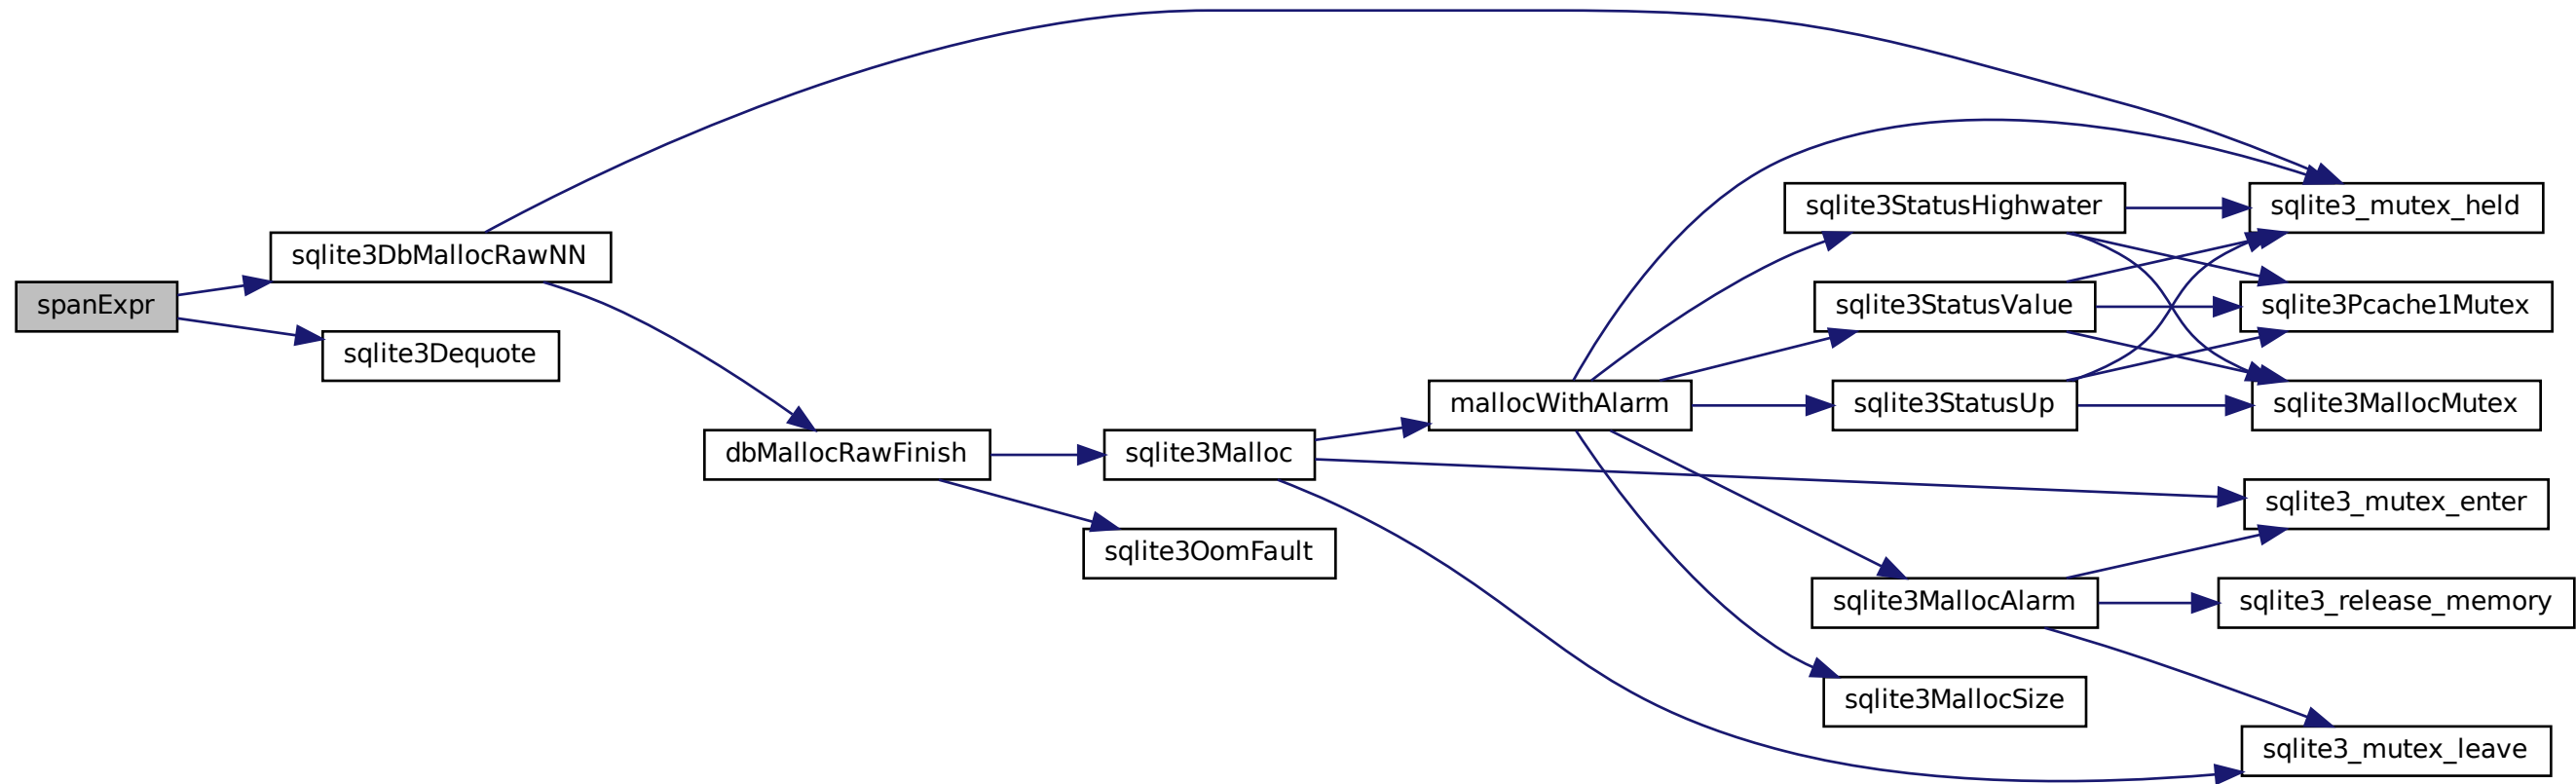 spanExpr
sqlite3DbMallocRawNN
sqlite3Dequote
dbMallocRawFinish
sqlite3Malloc
sqlite3OomFault
mallocWithAlarm
sqlite3StatusHighwater
sqlite3StatusValue
sqlite3StatusUp
sqlite3MallocAlarm
sqlite3MallocSize
sqlite3_mutex_held
sqlite3Pcache1Mutex
sqlite3MallocMutex
sqlite3_mutex_enter
sqlite3_release_memory
sqlite3_mutex_leave